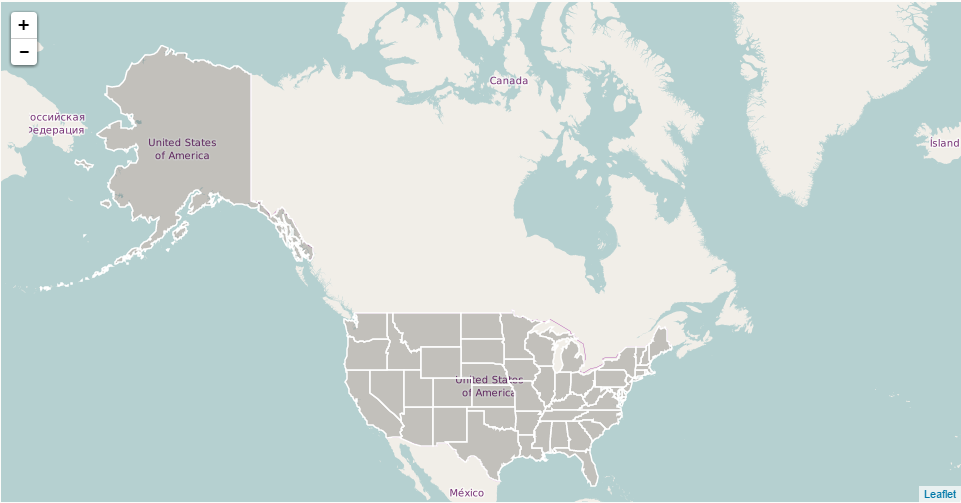 +
−
Canada
оссийская
Федерация
Ísland
United States
of America
United States
of America
México
Leaflet